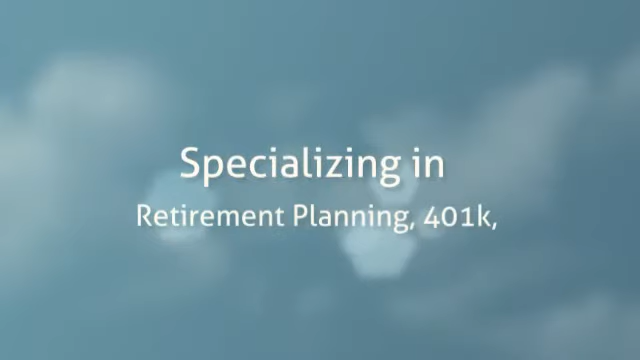 Specializing in
Retirement Planning, 401k,